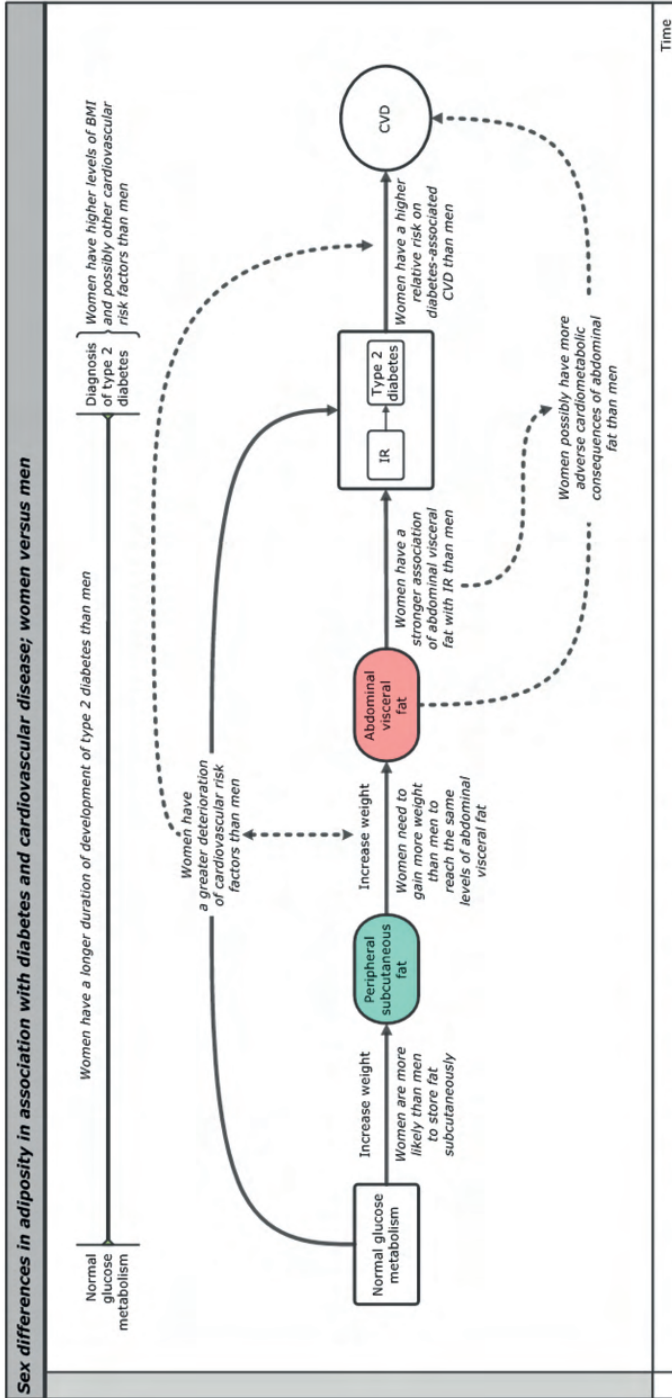 Sex differences in adiposity in association with diabetes and cardiovascular disease; women versus men
Normal
glucose
metabolism
Women have a longer duration of development of type 2 diabetes than men
Diagnosis
of type 2
diabetes
Women have higher levels of BMI
and possibly other cardiovascular
risk factors than men
Women have
a greater deterioration
of cardiovascular risk
factors than men
Normal glucose
metabolism
Increase weight
Women are more
likely than men
to store fat
subcutaneously
Peripheral
subcutaneous
fat
Increase weight
Women need to
gain more weight
than men to
reach the same
levels of abdominal
visceral fat
Abdominal
visceral
fat
Women have a
stronger association
of abdominal visceral
fat with IR than men
IR
Type 2
diabetes
Women have a higher
relative risk on
diabetes-associated
CVD than men
CVD
Women possibly have more
adverse cardiometabolic
consequences of abdominal
fat than men
Time